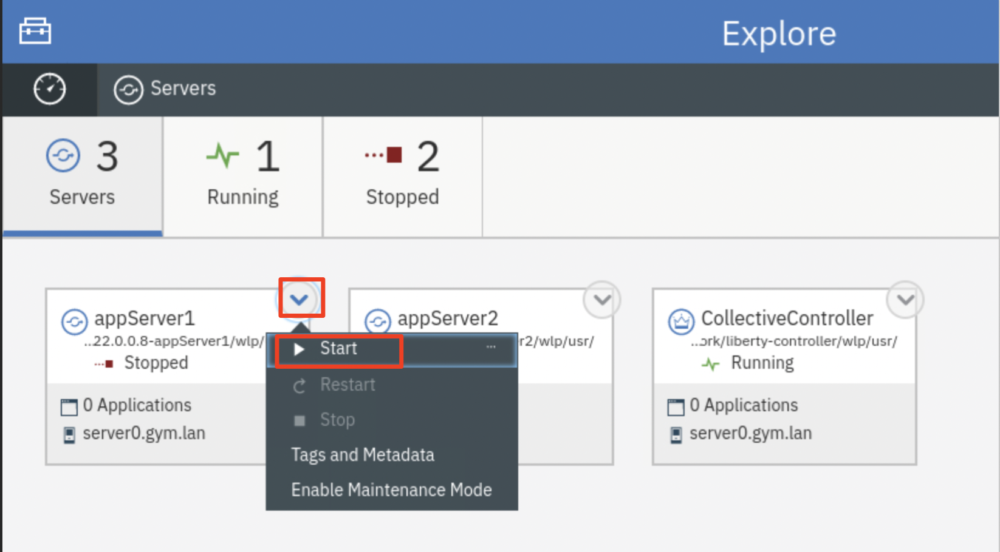 Explore
Servers
3
Servers
1
Running
2
Stopped
appServer1
...22.0.0.8-appServer1/wlp/
Stopped
0 Applications
server0.gym.lan
Start ...
Restart
Stop
Tags and Metadata
Enable Maintenance Mode
appServer2
r2/wlp/usr/
CollectiveController
...ork/liberty-controller/wlp/usr/
Running
0 Applications
server0.gym.lan